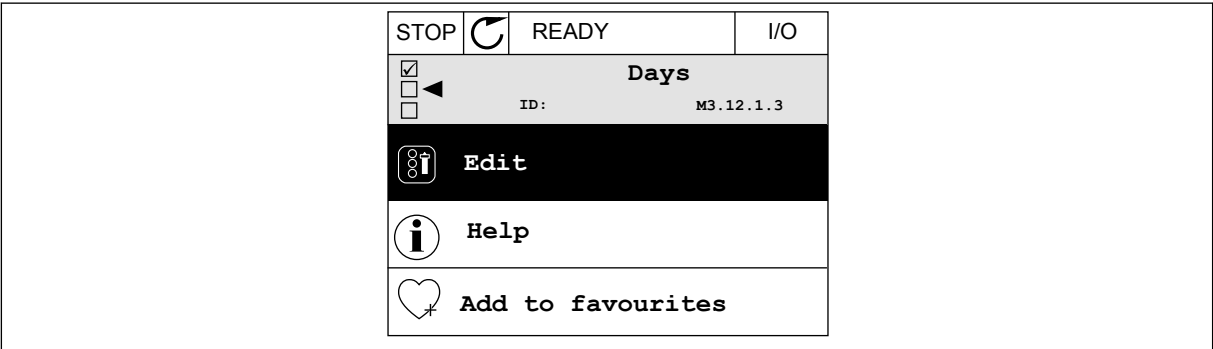 STOP READY I/O
Days
ID: M3.12.1.3
Edit
Help
Add to favourites